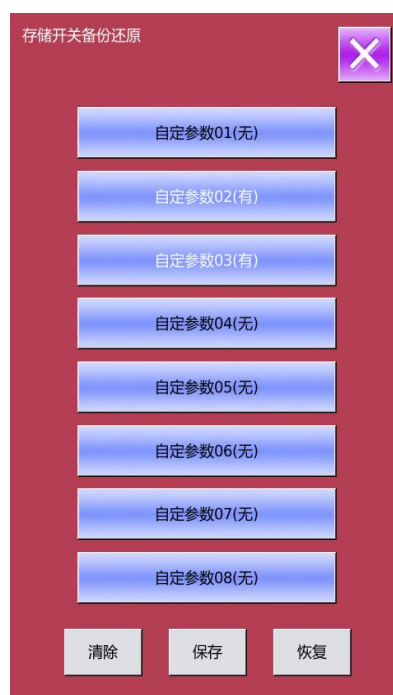 存储开关备份还原
自定参数01(无)
自定参数02(有)
自定参数03(有)
自定参数04(无)
自定参数05(无)
自定参数06(无)
自定参数07(无)
自定参数08(无)
清除 保存 恢复